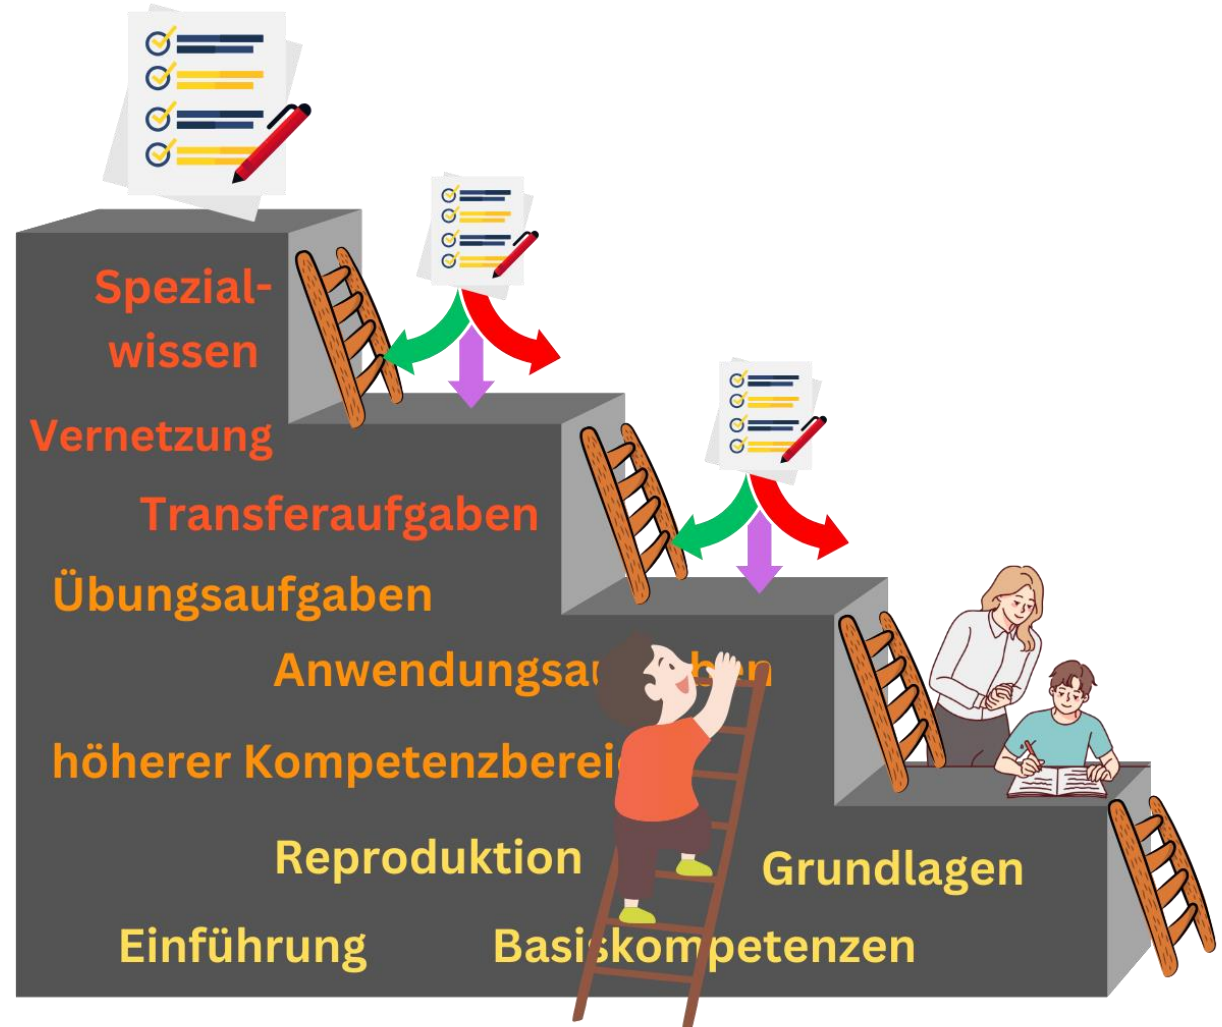 Spezial-
wissen
Vernetzung
Transferaufgaben
Übungsaufgaben
höherer
Reproduktion
Grundlagen
Einführung
Basiskompetenzen